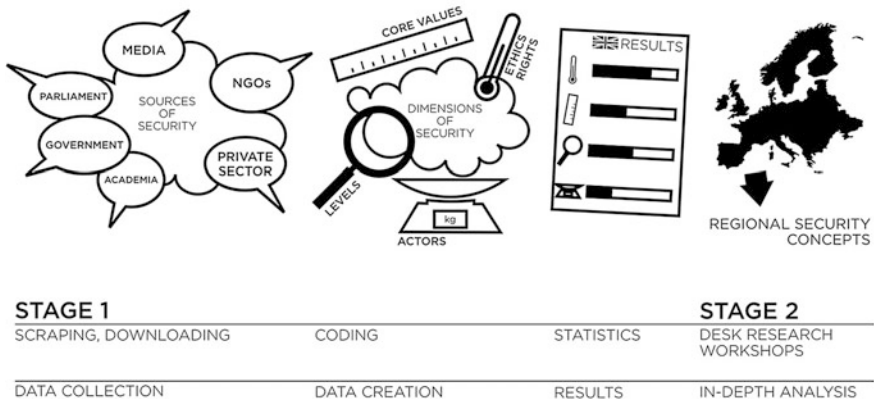 MEDIA
NGOs
PARLIAMENT
SOURCES
OF
SECURITY
GOVERNMENT
PRIVATE
SECTOR
ACADEMIA
CORE VALUES
ETHICS
RIGHTS
DIMENSIONS
OF
SECURITY
LEVELS
kg
ACTORS
RESULTS
REGIONAL SECURITY
CONCEPTS
STAGE 1
STAGE 2
SCRAPING, DOWNLOADING
CODING
STATISTICS
DESK RESEARCH
WORKSHOPS
DATA COLLECTION
DATA CREATION
RESULTS
IN-DEPTH ANALYSIS